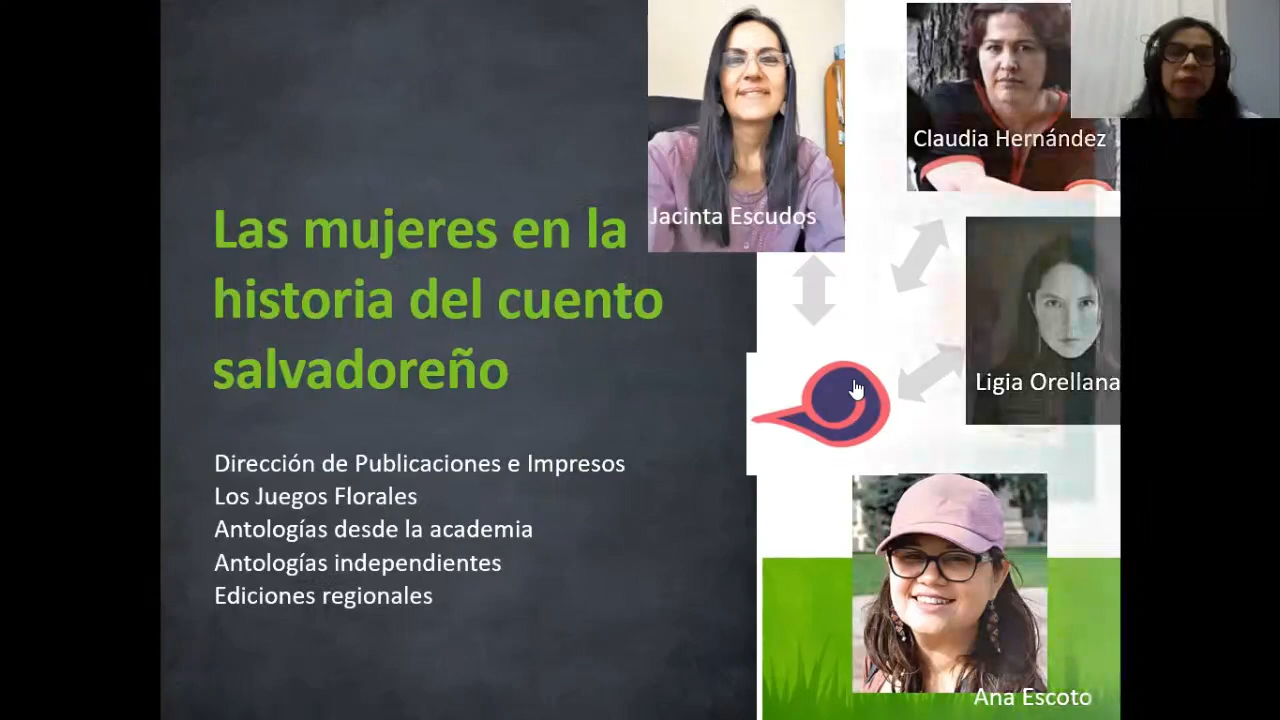 Las mujeres en la
historia del cuento
salvadoreño
Dirección de Publicaciones e Impresos
Los Juegos Florales
Antologías desde la academia
Antologías independientes
Ediciones regionales
Jacinta Escudos
Claudia Hernández
Ligia Orellana
Ana Escoto